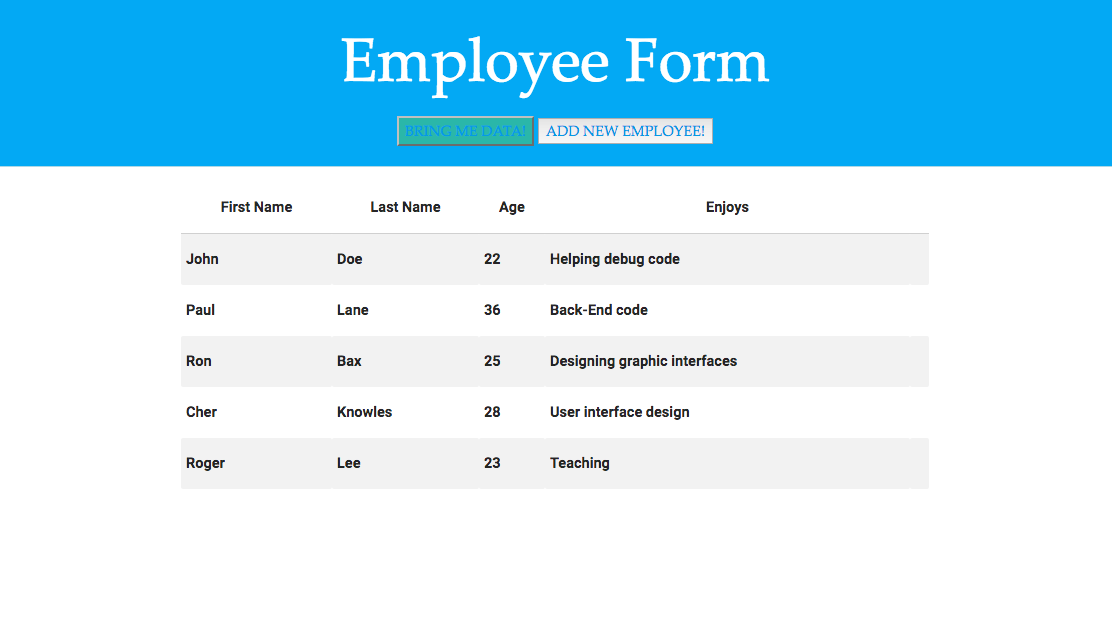 Employee Form
BRING ME DATA! ADD NEW EMPLOYEE!
First Name Last Name Age Enjoys
John Doe 22 Helping debug code
Paul Lane 36 Back-End code
Ron Bax 25 Designing graphic interfaces
Cher Knowles 28 User interface design
Roger Lee 23 Teaching